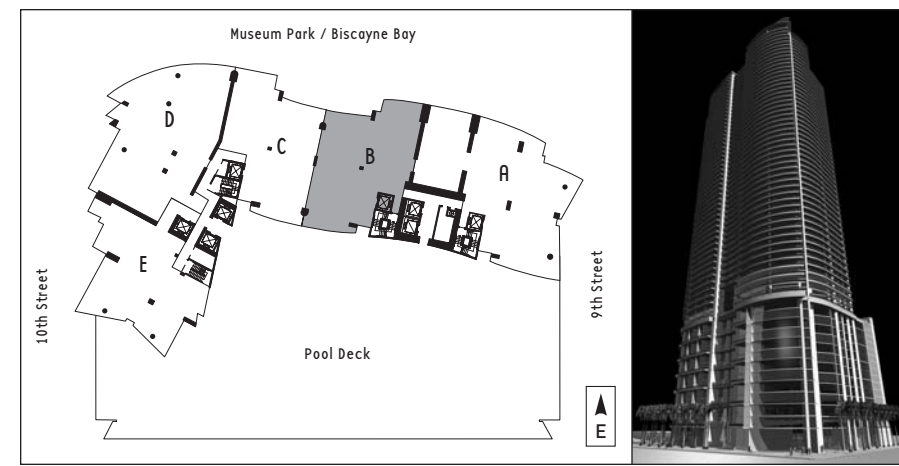 Museum Park / Biscayne Bay
D
C
B
A
E
10th Street
9th Street
Pool Deck
E